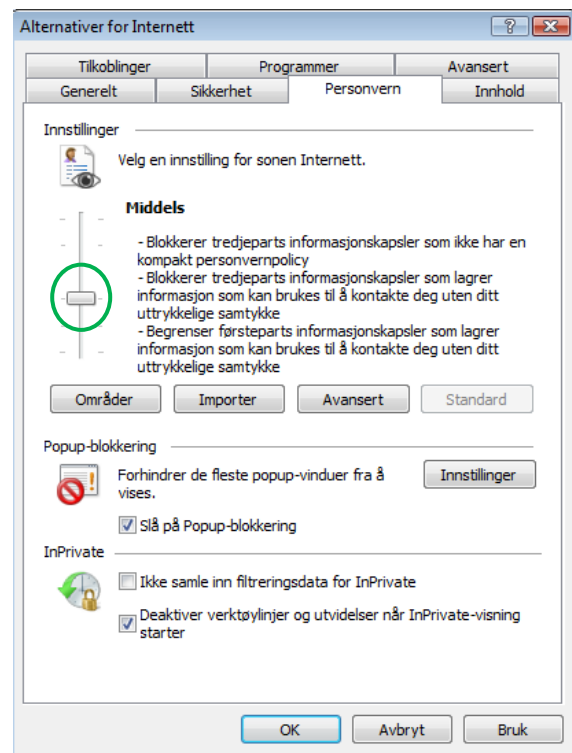 Alternativer for Internett
Tilkoblinger Programmer Avansert
Generelt Sikkerhet Personvern Innhold
Innstillinger
Velg en innstilling for sonen Internett.
Middels
- Blokkerer tredjeparts informasjonskapsler som ikke har en
kompakt personvernpolicy
- Blokkerer tredjeparts informasjonskapsler som lagrer
informasjon som kan brukes til å kontakte deg uten ditt
uttrykkelige samtykke
- Begrenser førsteparts informasjonskapsler som lagrer
informasjon som kan brukes til å kontakte deg uten ditt
uttrykkelige samtykke
Områder Importer Avansert Standard
Popup-blokkering
Forhindrer de fleste popup-vinduer fra å
vises.
Innstillinger
Slå på Popup-blokkering
InPrivate
Ikke samle inn filtreringsdata for InPrivate
Deaktiver verktøylinjer og utvidelser når InPrivate-visning
starter
OK Avbryt Bruk